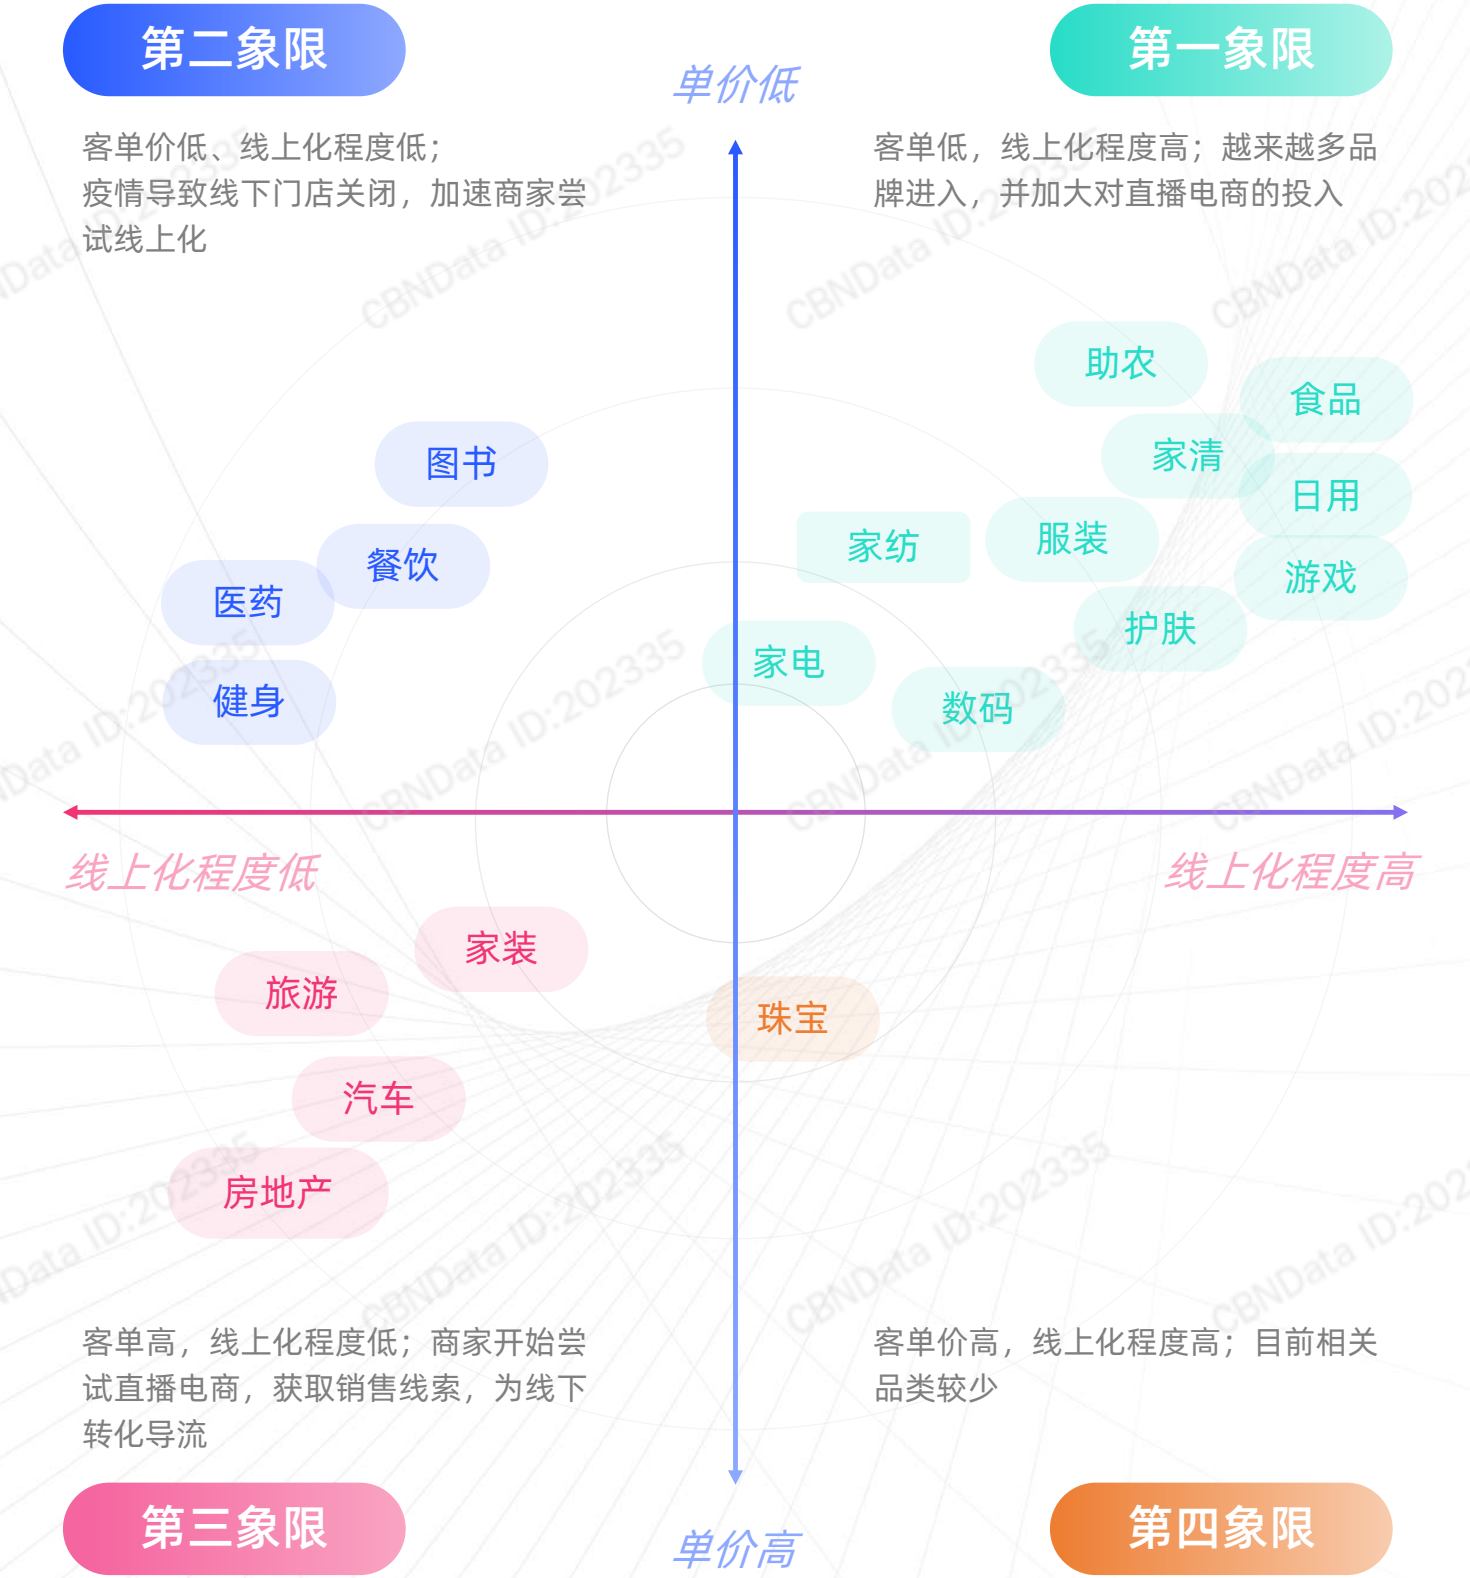 第二象限
第一象限
单价低
客单价低、线上化程度低；
疫情导致线下门店关闭，加速商家尝
试线上化
客单低，线上化程度高；越来越多品
牌进入，并加大对直播电商的投入
助农
食品
家清
图书
日用
家纺
服装
餐饮
游戏
医药
护肤
家电
健身
数码
线上化程度低
线上化程度高
家装
旅游
珠宝
汽车
房地产
客单高，线上化程度低；商家开始尝
试直播电商，获取销售线索，为线下
转化导流
客单价高，线上化程度高；目前相关
品类较少
第三象限
第四象限
单价高
CBNData ID:202335